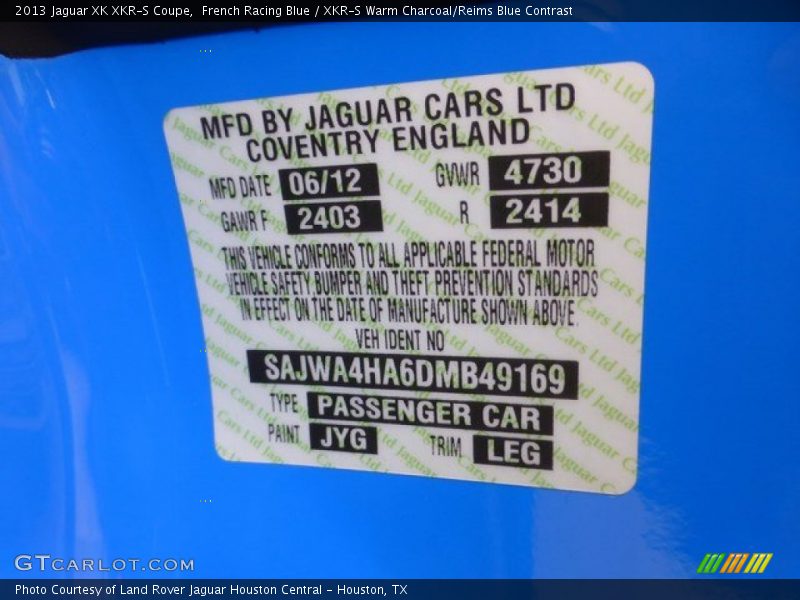 2013 Jaguar XK XKR-S Coupe,  French Racing Blue / XKR-S Warm Charcoal/Reims Blue Contrast
MFD BY JAGUAR CARS LTD
COVENTRY ENGLAND
MFD DATE 06/12 GVWR 4730
GAWR F 2403 R 2414
THIS VEHICLE CONFORMS TO ALL APPLICABLE FEDERAL MOTOR
VEHICLE SAFETY, BUMPER AND THEFT PREVENTION STANDARDS
IN EFFECT ON THE DATE OF MANUFACTURE SHOWN ABOVE.
VEH IDENT NO
SAJWA4HA6DMB49169
TYPE PASSENGER CAR
PAINT JYG TRIM LEG
GTCARLOT.COM
Photo Courtesy of Land Rover Jaguar Houston Central - Houston, TX